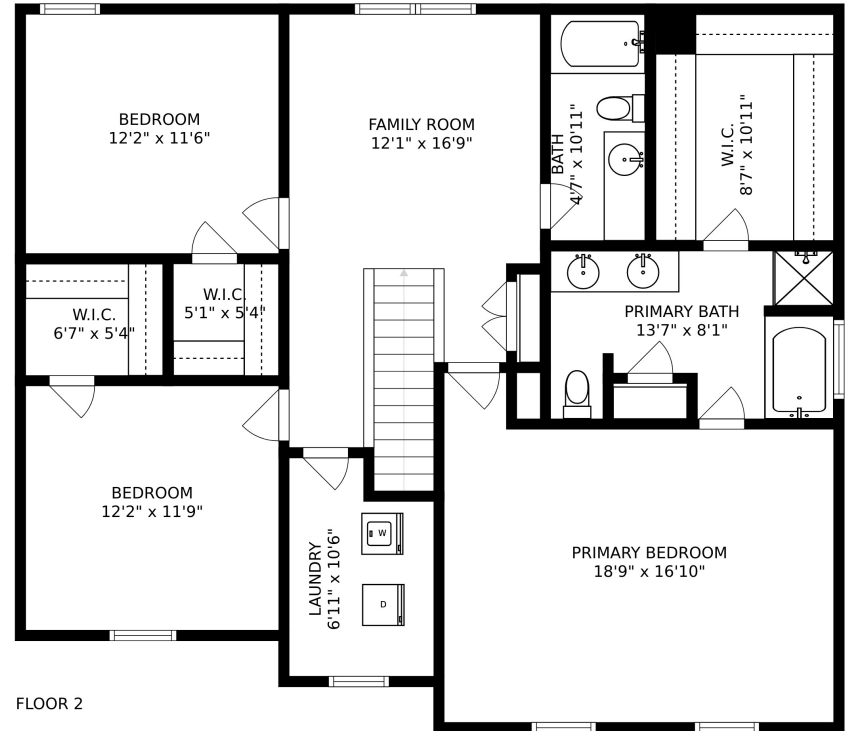 BEDROOM
12'2" x 11'6"
FAMILY ROOM
12'1" x 16'9"
BATH
4'7" x 10'11"
W.I.C.
8'7" x 10'11"
W.I.C.
6'7" x 5'4"
W.I.C.
5'1" x 5'4"
PRIMARY BATH
13'7" x 8'1"
BEDROOM
12'2" x 11'9"
LAUNDRY
6'11" x 10'6"
W
D
PRIMARY BEDROOM
18'9" x 16'10"
FLOOR 2